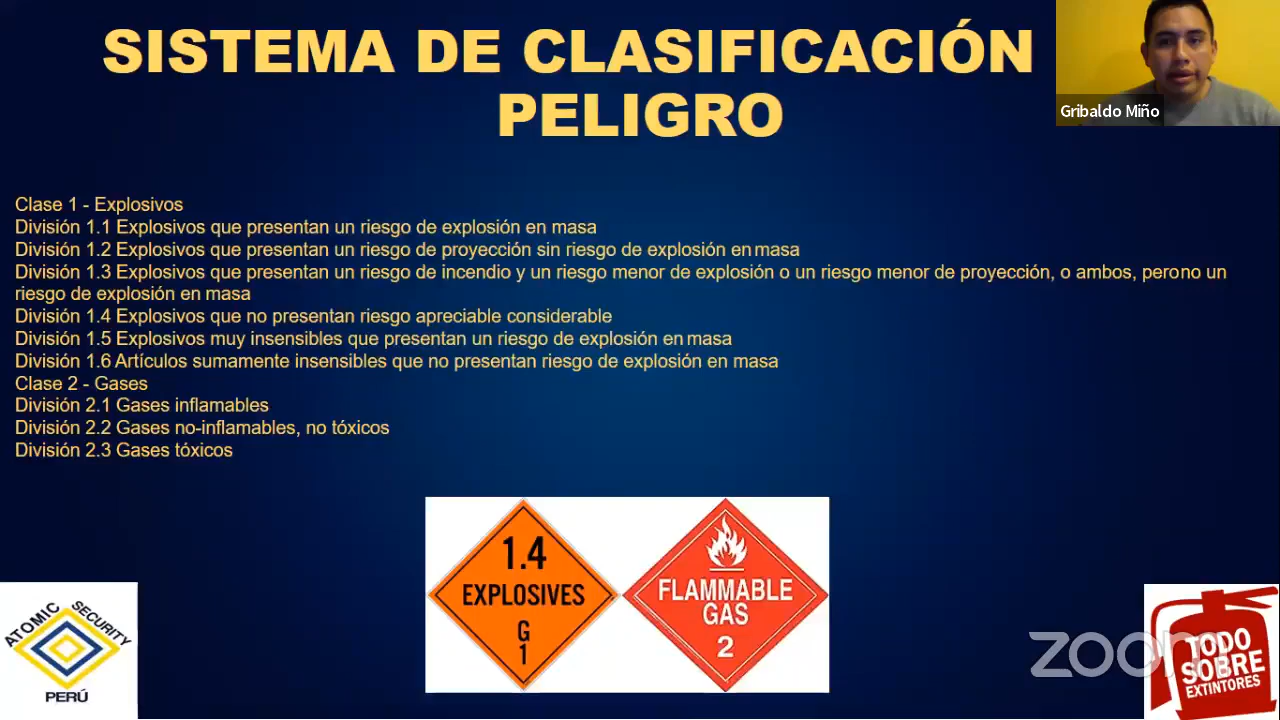 SISTEMA DE CLASIFICACIÓN
PELIGRO
Gribaldo Miño
Clase 1 - Explosivos
División 1.1 Explosivos que presentan un riesgo de explosión en masa
División 1.2 Explosivos que presentan un riesgo de proyección sin riesgo de explosión en masa
División 1.3 Explosivos que presentan un riesgo de incendio y un riesgo menor de explosión o un riesgo menor de proyección, o ambos, pero no un
riesgo de explosión en masa
División 1.4 Explosivos que no presentan riesgo apreciable considerable
División 1.5 Explosivos muy insensibles que presentan un riesgo de explosión en masa
División 1.6 Artículos sumamente insensibles que no presentan riesgo de explosión en masa
Clase 2 - Gases
División 2.1 Gases inflamables
División 2.2 Gases no-inflamables, no tóxicos
División 2.3 Gases tóxicos
1.4
EXPLOSIVES
G
1
FLAMMABLE
GAS
2
ATOMIC SECURITY
PERÚ
zoom
TODO
SOBRE
EXTINTORES